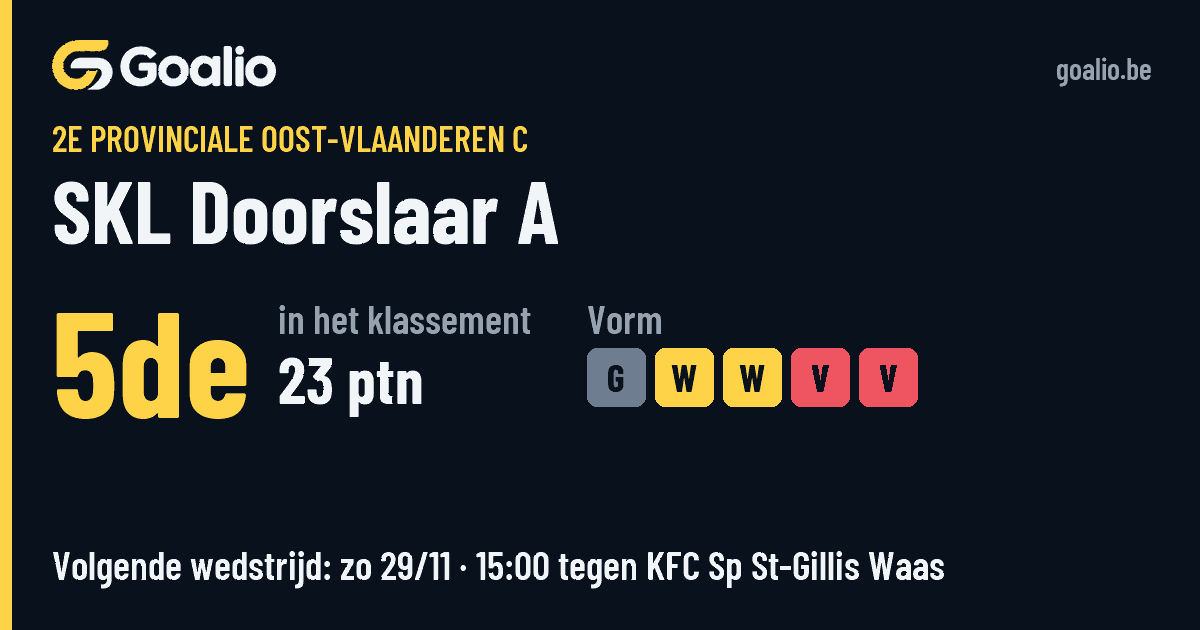 Goalio
goalio.be
2E PROVINCIALE OOST-VLAANDEREN C
SKL Doorslaar A
5de
in het klassement
23 ptn
Vorm
G W W V V
Volgende wedstrijd: zo 29/11 · 15:00 tegen KFC Sp St-Gillis Waas